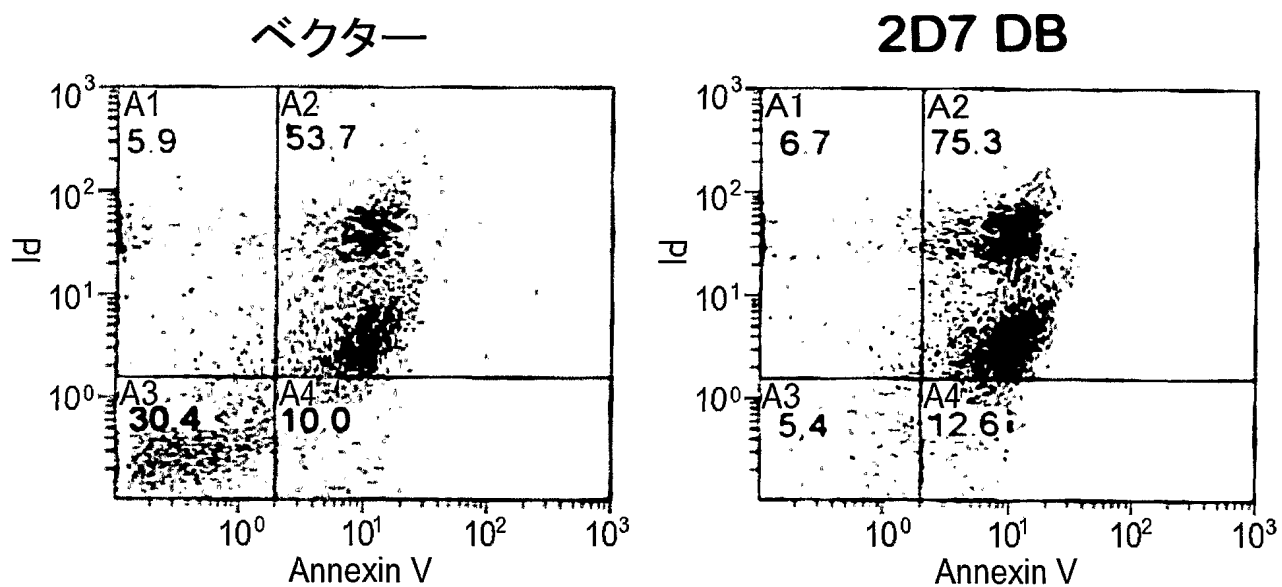 ベクター
2D7 DB
10³
10²
10¹
10⁰
PI
A1
5.9
A2
53.7
A3
30.4
A4
10.0
10⁰ 10¹ 10² 10³
Annexin V
10³
10²
10¹
10⁰
PI
A1
6.7
A2
75.3
A3
5.4
A4
12.6
10⁰ 10¹ 10² 10³
Annexin V